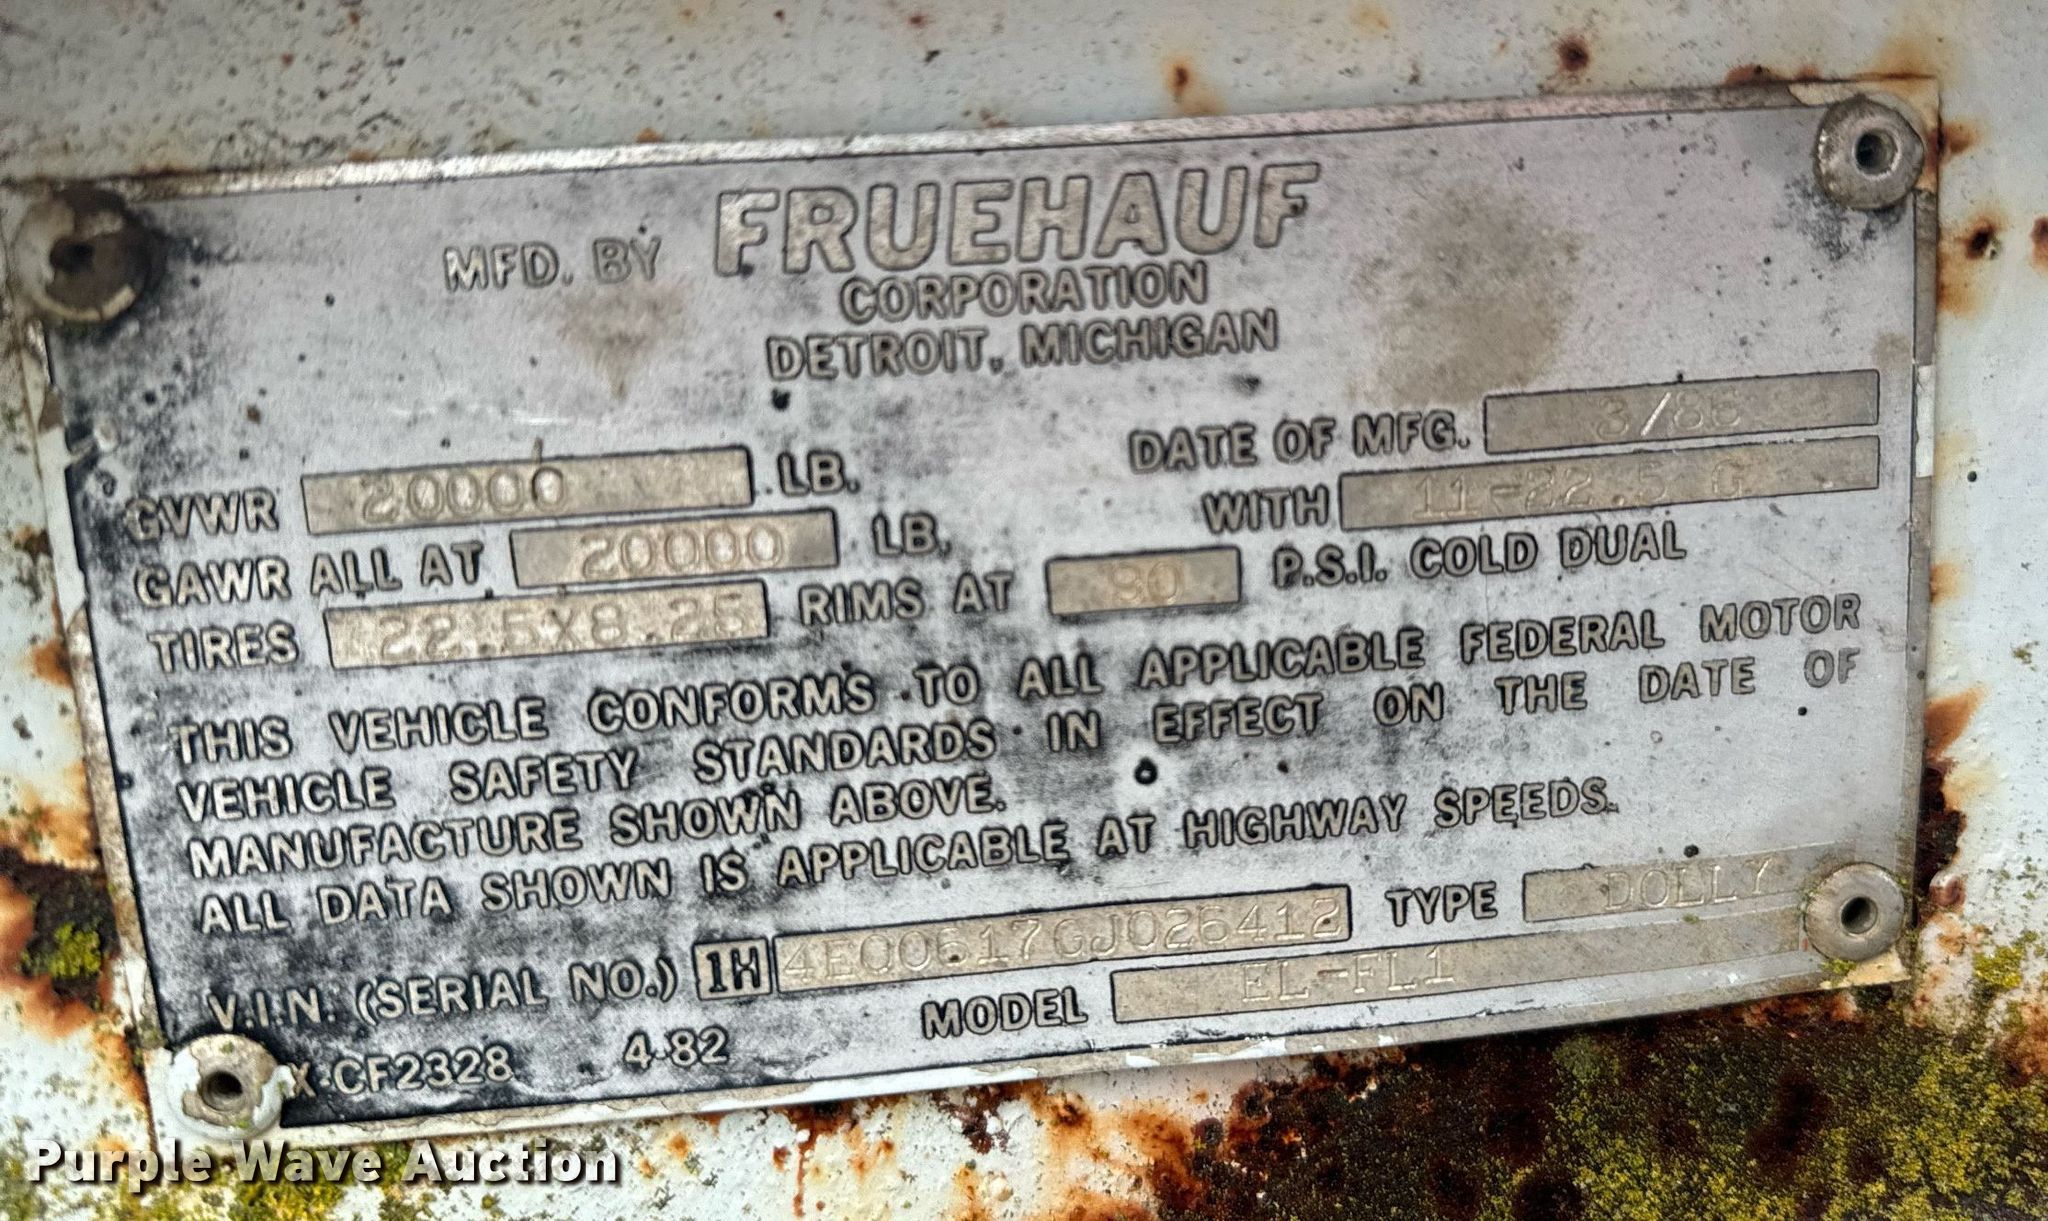 MFD. BY FRUEHAUF
CORPORATION
DETROIT, MICHIGAN
DATE OF MFG. 3/86
GVWR 20000 LB.
WITH 11-22.5 G
GAWR ALL AT 20000 LB.
TIRES 22.5X8.25 RIMS AT 90 P.S.I. COLD DUAL
THIS VEHICLE CONFORMS TO ALL APPLICABLE FEDERAL MOTOR
VEHICLE SAFETY STANDARDS IN EFFECT ON THE DATE OF
MANUFACTURE SHOWN ABOVE.
ALL DATA SHOWN IS APPLICABLE AT HIGHWAY SPEEDS.
V.I.N. (SERIAL NO.) 1H 4E00617GJ026412 TYPE DOLLY
X-CF2328 4-82 MODEL EL-FL1
Purple Wave Auction